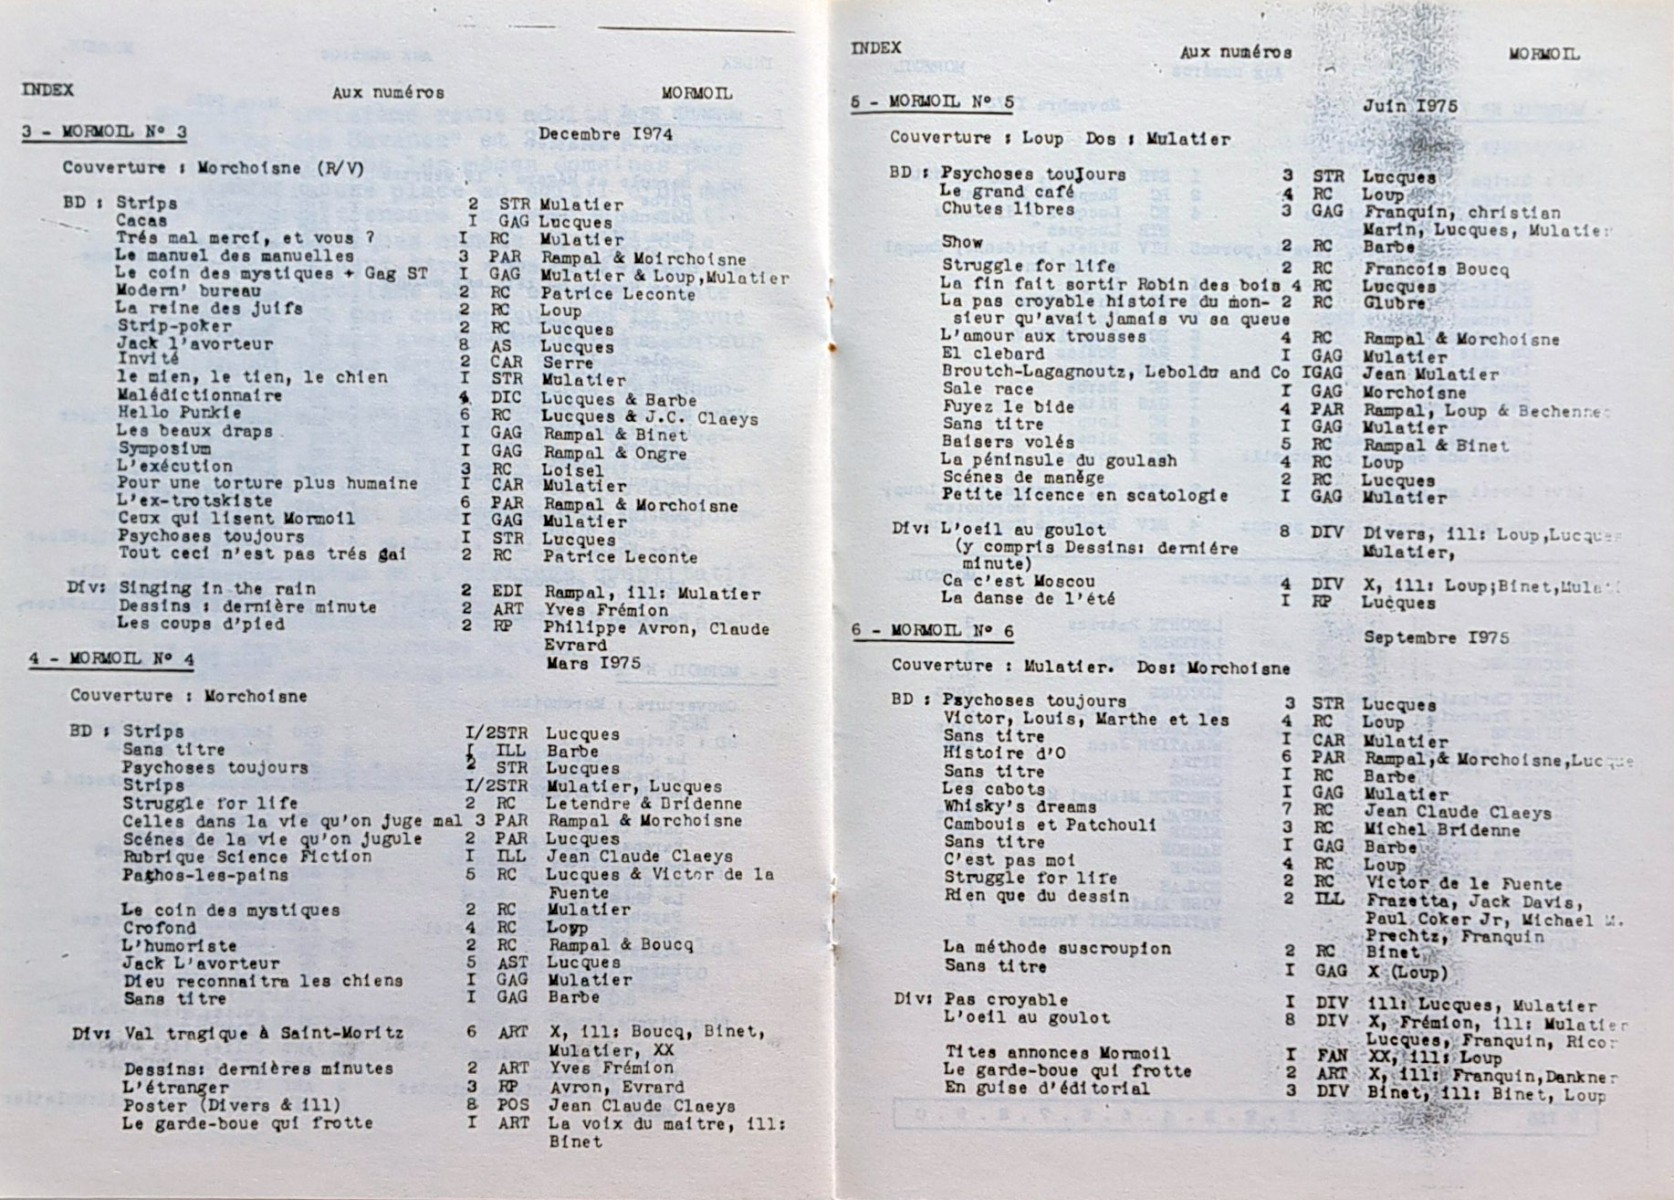 INDEX Aux numéros MORMOIL
3 - MORMOIL N° 3 Decembre I974
Couverture : Morchoisne (R/V)
BD : Strips 2 STR Mulatier
Cacas I GAG Lucques
Trés mal merci, et vous ? I RC Mulatier
Le manuel des manuelles 3 PAR Rampal & Moirchoisne
Le coin des mystiques + Gag ST I GAG Mulatier & Loup,Mulatier
Modern' bureau 2 RC Patrice Leconte
La reine des juifs 2 RC Loup
Strip-poker 2 RC Lucques
Jack l'avorteur 8 AS Lucques
Invité 2 CAR Serre
le mien, le tien, le chien I STR Mulatier
Malédictionnaire 4 DIC Lucques & Barbe
Hello Punkie 6 RC Lucques & J.C. Claeys
Les beaux draps I GAG Rampal & Binet
Symposium I GAG Rampal & Ongre
L'exécution 3 RC Loisel
Pour une torture plus humaine I CAR Mulatier
L'ex-trotskiste 6 PAR Rampal & Morchoisne
Ceux qui lisent Mormoil I GAG Mulatier
Psychoses toujours I STR Lucques
Tout ceci n'est pas trés gai 2 RC Patrice Leconte
Div: Singing in the rain 2 EDI Rampal, ill: Mulatier
Dessins : dernière minute 2 ART Yves Frémion
Les coups d'pied 2 RP Philippe Avron, Claude
Evrard
4 - MORMOIL N° 4 Mars I975
Couverture : Morchoisne
BD : Strips I/2STR Lucques
Sans titre I ILL Barbe
Psychoses toujours 2 STR Lucques
Strips I/2STR Mulatier, Lucques
Struggle for life 2 RC Letendre & Bridenne
Celles dans la vie qu'on juge mal 3 PAR Rampal & Morchoisne
Scénes de la vie qu'on jugule 2 PAR Lucques
Rubrique Science Fiction I ILL Jean Claude Claeys
Pathos-les-pains 5 RC Lucques & Victor de la
Fuente
Le coin des mystiques 2 RC Mulatier
Crofond 4 RC Loup
L'humoriste 2 RC Rampal & Boucq
Jack L'avorteur 5 AST Lucques
Dieu reconnaitra les chiens I GAG Mulatier
Sans titre I GAG Barbe
Div: Val tragique à Saint-Moritz 6 ART X, ill: Boucq, Binet,
Mulatier, XX
Dessins: dernières minutes 2 ART Yves Frémion
L'étranger 3 RP Avron, Evrard
Poster (Divers & ill) 8 POS Jean Claude Claeys
Le garde-boue qui frotte I ART La voix du maitre, ill:
Binet
INDEX Aux numéros MORMOIL
5 - MORMOIL N° 5 Juin I975
Couverture : Loup Dos : Mulatier
BD : Psychoses toujours 3 STR Lucques
Le grand café 4 RC Loup
Chutes libres 3 GAG Franquin, christian
Marin, Lucques, Mulatier
Show 2 RC Barbe
Struggle for life 2 RC Francois Boucq
La fin fait sortir Robin des bois 4 RC Lucques
La pas croyable histoire du mon- 2 RC Glubre
sieur qu'avait jamais vu sa queue
L'amour aux trousses 4 RC Rampal & Morchoisne
El clebard I GAG Mulatier
Broutch-Lagagnoutz, Leboldu and Co IGAG Jean Mulatier
Sale race I GAG Morchoisne
Fuyez le bide 4 PAR Rampal, Loup & Bechennec
Sans titre I GAG Mulatier
Baisers volés 5 RC Rampal & Binet
La péninsule du goulash 4 RC Loup
Scénes de manège 2 RC Lucques
Petite licence en scatologie I GAG Mulatier
Div: L'oeil au goulot 8 DIV Divers, ill: Loup,Lucques
(y compris Dessins: derniére Mulatier,
minute)
Ca c'est Moscou 4 DIV X, ill: Loup;Binet,Mulat
La danse de l'été I RP Lucques
6 - MORMOIL N° 6 Septembre I975
Couverture : Mulatier. Dos: Morchoisne
BD : Psychoses toujours 3 STR Lucques
Victor, Louis, Marthe et les 4 RC Loup
Sans titre I CAR Mulatier
Histoire d'O 6 PAR Rampal,& Morchoisne,Lucque
Sans titre I RC Barbe
Les cabots I GAG Mulatier
Whisky's dreams 7 RC Jean Claude Claeys
Cambouis et Patchouli 3 RC Michel Bridenne
Sans titre I GAG Barbe
C'est pas moi 4 RC Loup
Struggle for life 2 RC Victor de le Fuente
Rien que du dessin 2 ILL Frazetta, Jack Davis,
Paul Coker Jr, Michael M.
Prechtz, Franquin
La méthode suscroupion 2 RC Binet
Sans titre I GAG X (Loup)
Div: Pas croyable I DIV ill: Lucques, Mulatier
L'oeil au goulot 8 DIV X, Frémion, ill: Mulatier
Lucques, Franquin, Ricor
Tites annonces Mormoil I FAN XX, ill: Loup
Le garde-boue qui frotte 2 ART X, ill: Franquin,Dankner
En guise d'éditorial 3 DIV Binet, ill: Binet, Loup